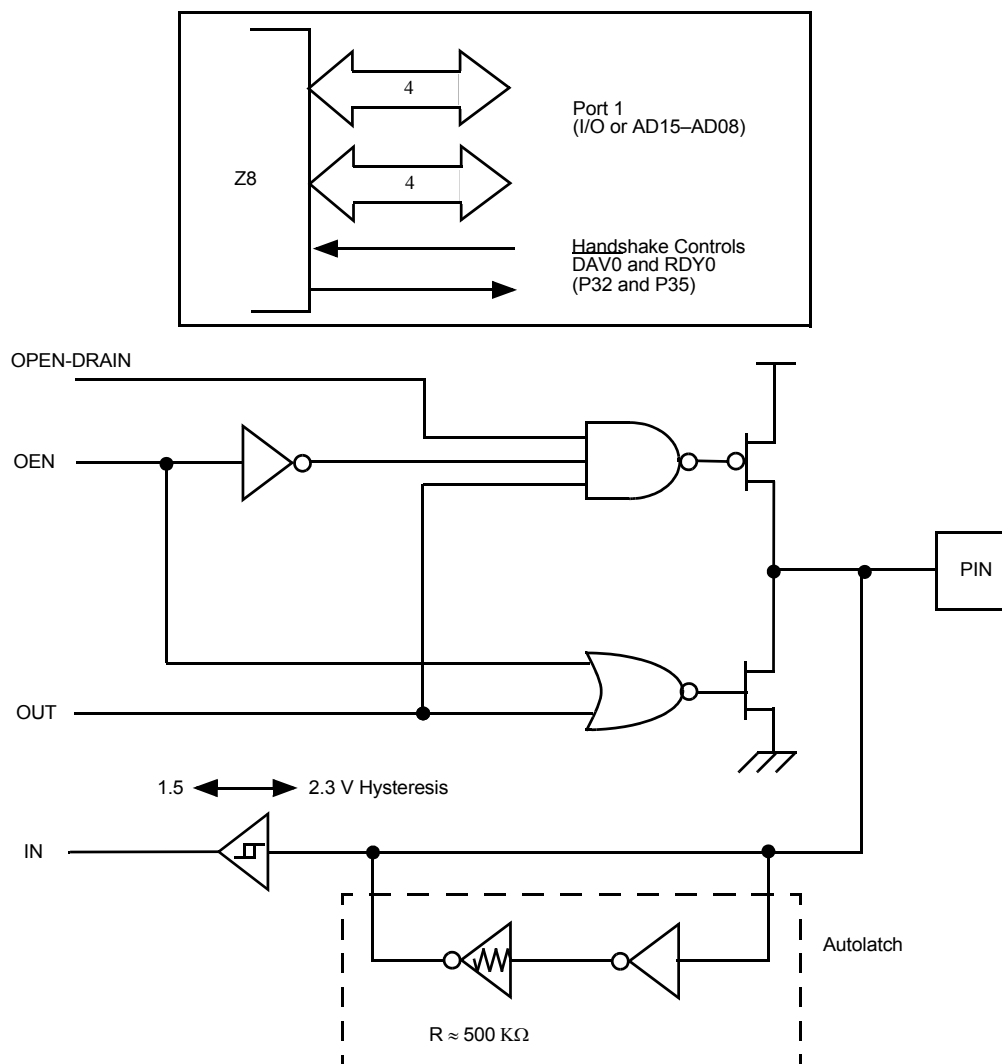 4
Port 1
(I/O or AD15–AD08)
Z8
4
Handshake Controls
DAV0 and RDY0
(P32 and P35)
OPEN-DRAIN
OEN
PIN
OUT
1.5
2.3 V Hysteresis
IN
Autolatch
R ≈ 500 KΩ